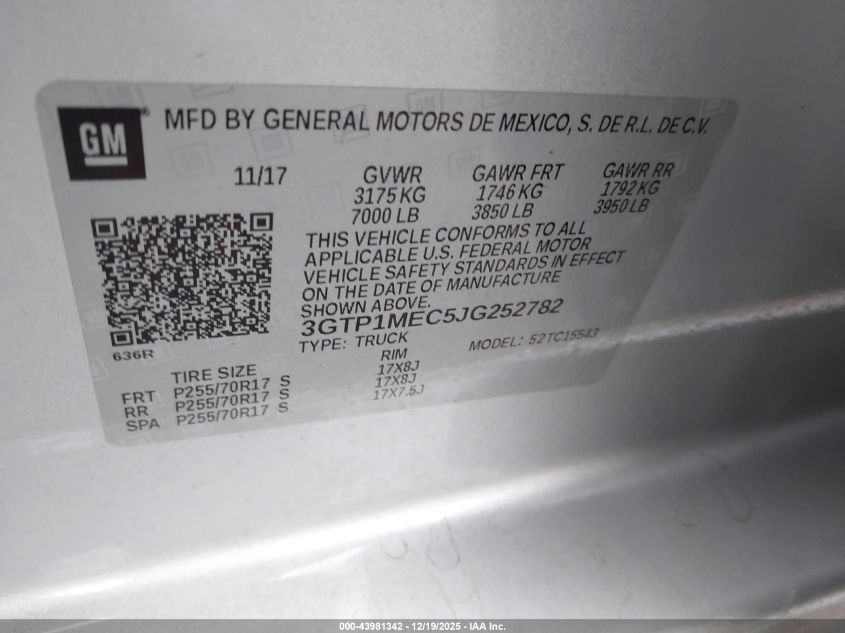 GM® MFD BY GENERAL MOTORS DE MEXICO, S. DE R.L. DE C.V.
11/17 GVWR GAWR FRT GAWR RR
3175 KG 1746 KG 1792 KG
7000 LB 3850 LB 3950 LB
THIS VEHICLE CONFORMS TO ALL
APPLICABLE U.S. FEDERAL MOTOR
VEHICLE SAFETY STANDARDS IN EFFECT
ON THE DATE OF MANUFACTURE
SHOWN ABOVE.
3GTP1MEC5JG252782
636R TYPE: TRUCK MODEL: 52TC15543
TIRE SIZE RIM
FRT P255/70R17 S 17X8J
RR P255/70R17 S 17X8J
SPA P255/70R17 S 17X7.5J
000-43981342 - 12/19/2025 - IAA Inc.